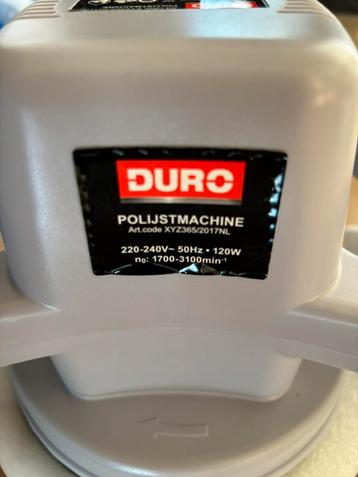 DURO
POLIJSTMACHINE
Art.code XYZ365/2017NL
220-240V~ 50Hz • 120W
n₀: 1700-3100min⁻¹